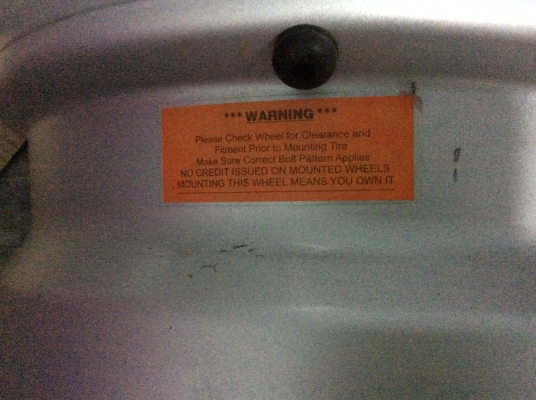 *** WARNING ***
Please Check Wheel for Clearance and
Fitment Prior to Mounting Tire
Make Sure Correct Bolt Pattern Applies
NO CREDIT ISSUED ON MOUNTED WHEELS
MOUNTING THIS WHEEL MEANS YOU OWN IT